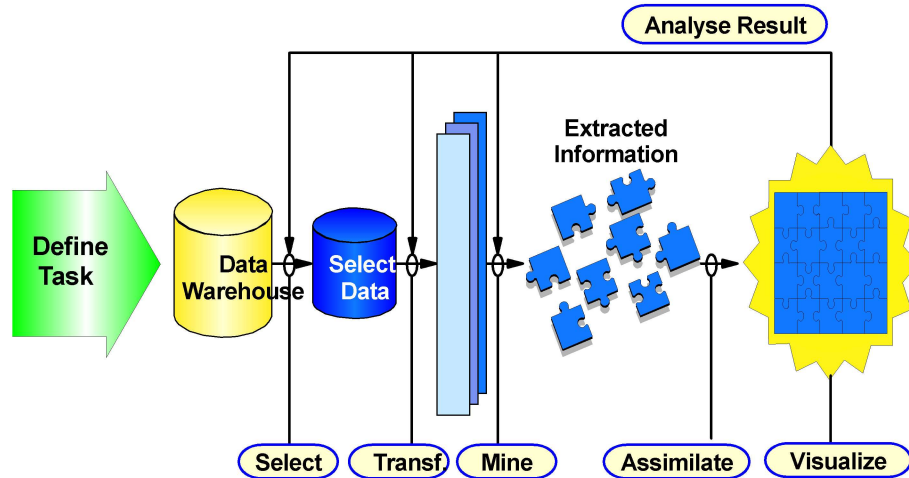 Analyse Result
Extracted
Information
Define
Task
Data
Warehouse
Select
Data
Select
Transf.
Mine
Assimilate
Visualize